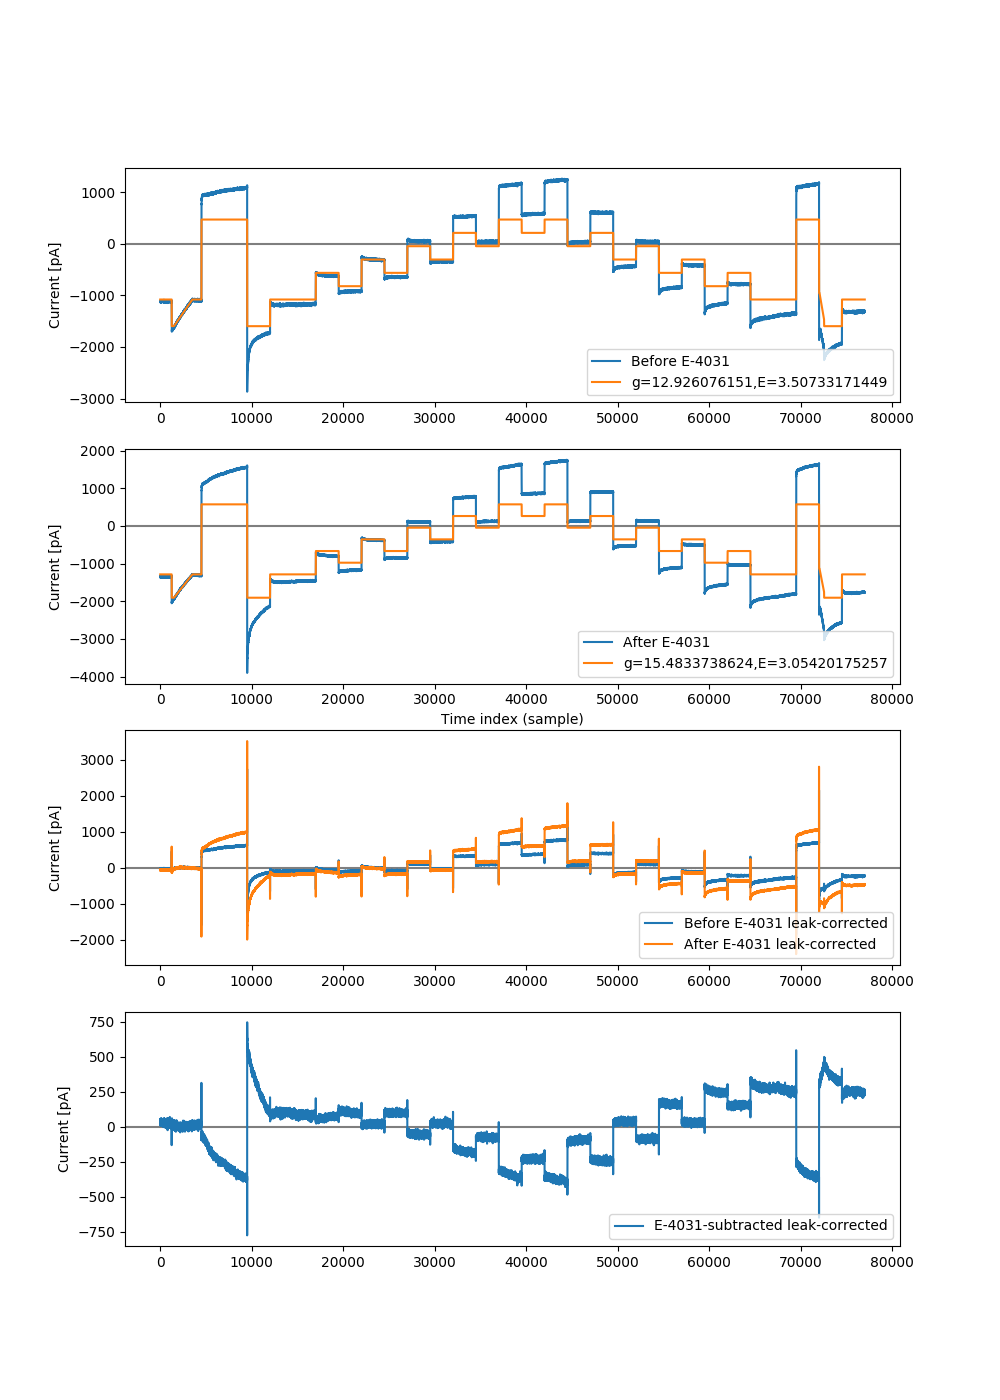 1000
0
−1000
−2000
−3000
Current [pA]
Before E-4031
g=12.926076151,E=3.50733171449
0 10000 20000 30000 40000 50000 60000 70000 80000
2000
1000
0
−1000
−2000
−3000
−4000
Current [pA]
After E-4031
g=15.4833738624,E=3.05420175257
0 10000 20000 30000 40000 50000 60000 70000 80000
Time index (sample)
3000
2000
1000
0
−1000
−2000
Current [pA]
Before E-4031 leak-corrected
After E-4031 leak-corrected
0 10000 20000 30000 40000 50000 60000 70000 80000
750
500
250
0
−250
−500
−750
Current [pA]
E-4031-subtracted leak-corrected
0 10000 20000 30000 40000 50000 60000 70000 80000